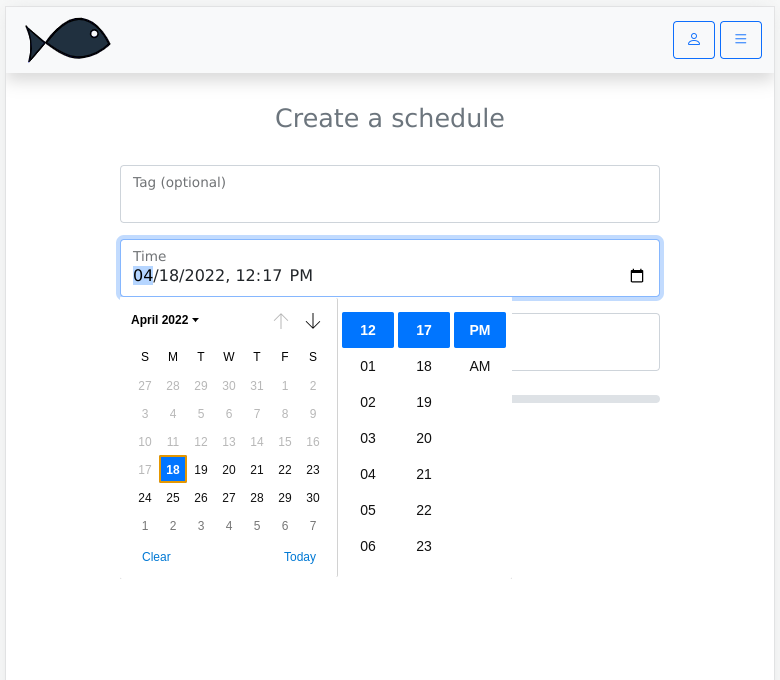 Create a schedule
Tag (optional)
Time
04/18/2022, 12:17 PM
April 2022
S M T W T F S
27 28 29 30 31 1 2
3 4 5 6 7 8 9
10 11 12 13 14 15 16
17 18 19 20 21 22 23
24 25 26 27 28 29 30
1 2 3 4 5 6 7
Clear Today
12 17 PM
01 18 AM
02 19
03 20
04 21
05 22
06 23